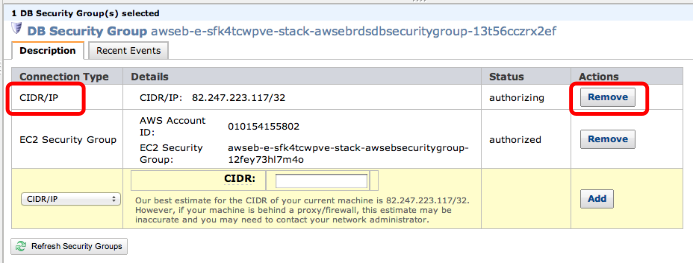 1 DB Security Group(s) selected
DB Security Group awseb-e-sfk4tcwpve-stack-awsebrdsdbsecuritygroup-13t56cczrx2ef
Description Recent Events
Connection Type Details Status Actions
CIDR/IP CIDR/IP: 82.247.223.117/32 authorizing Remove
AWS Account
ID: 010154155802
EC2 Security Group authorized Remove
EC2 Security awseb-e-sfk4tcwpve-stack-awsebsecuritygroup-
Group: 12fey73hl7m4o
CIDR:
CIDR/IP Add
Our best estimate for the CIDR of your current machine is 82.247.223.117/32.
However, if your machine is behind a proxy/firewall, this estimate may be
inaccurate and you may need to contact your network administrator.
Refresh Security Groups